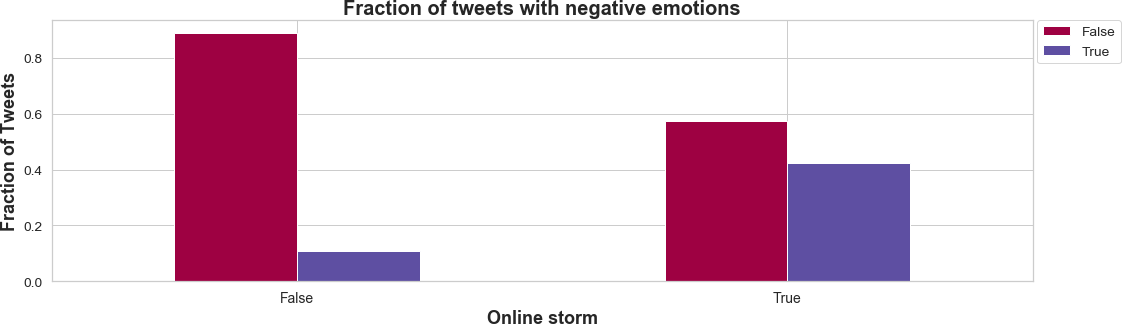 Fraction of tweets with negative emotions
False
True
Fraction of Tweets
0.8
0.6
0.4
0.2
0.0
False
True
Online storm